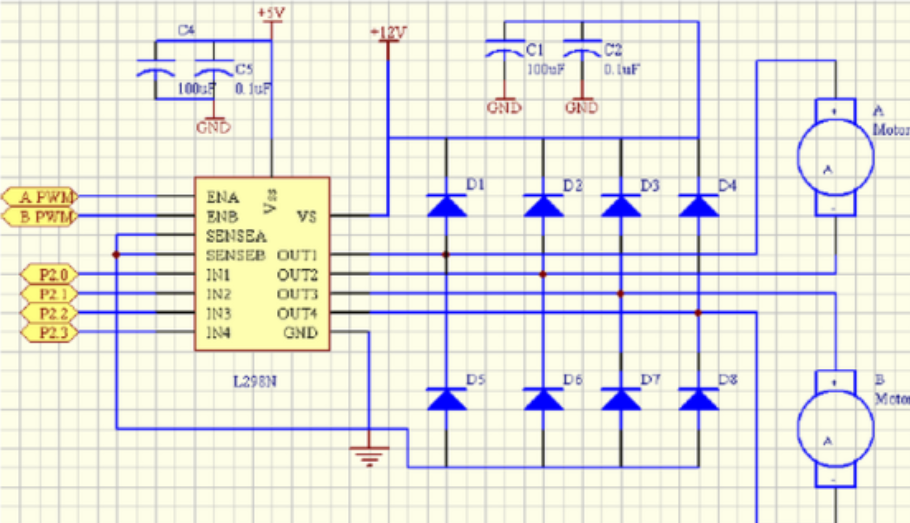 +5V
C4
+12V
C1
C2
C5
100uF
0.1uF
100uF
0.1uF
GND
GND
GND
A
Motor
A
+
-
A PWM
B PWM
P2.0
P2.1
P2.2
P2.3
ENA
ENB
SENSEA
SENSEB
IN1
IN2
IN3
IN4
Vss
VS
OUT1
OUT2
OUT3
OUT4
GND
L298N
D1
D2
D3
D4
D5
D6
D7
D8
B
Motor
A
+
-